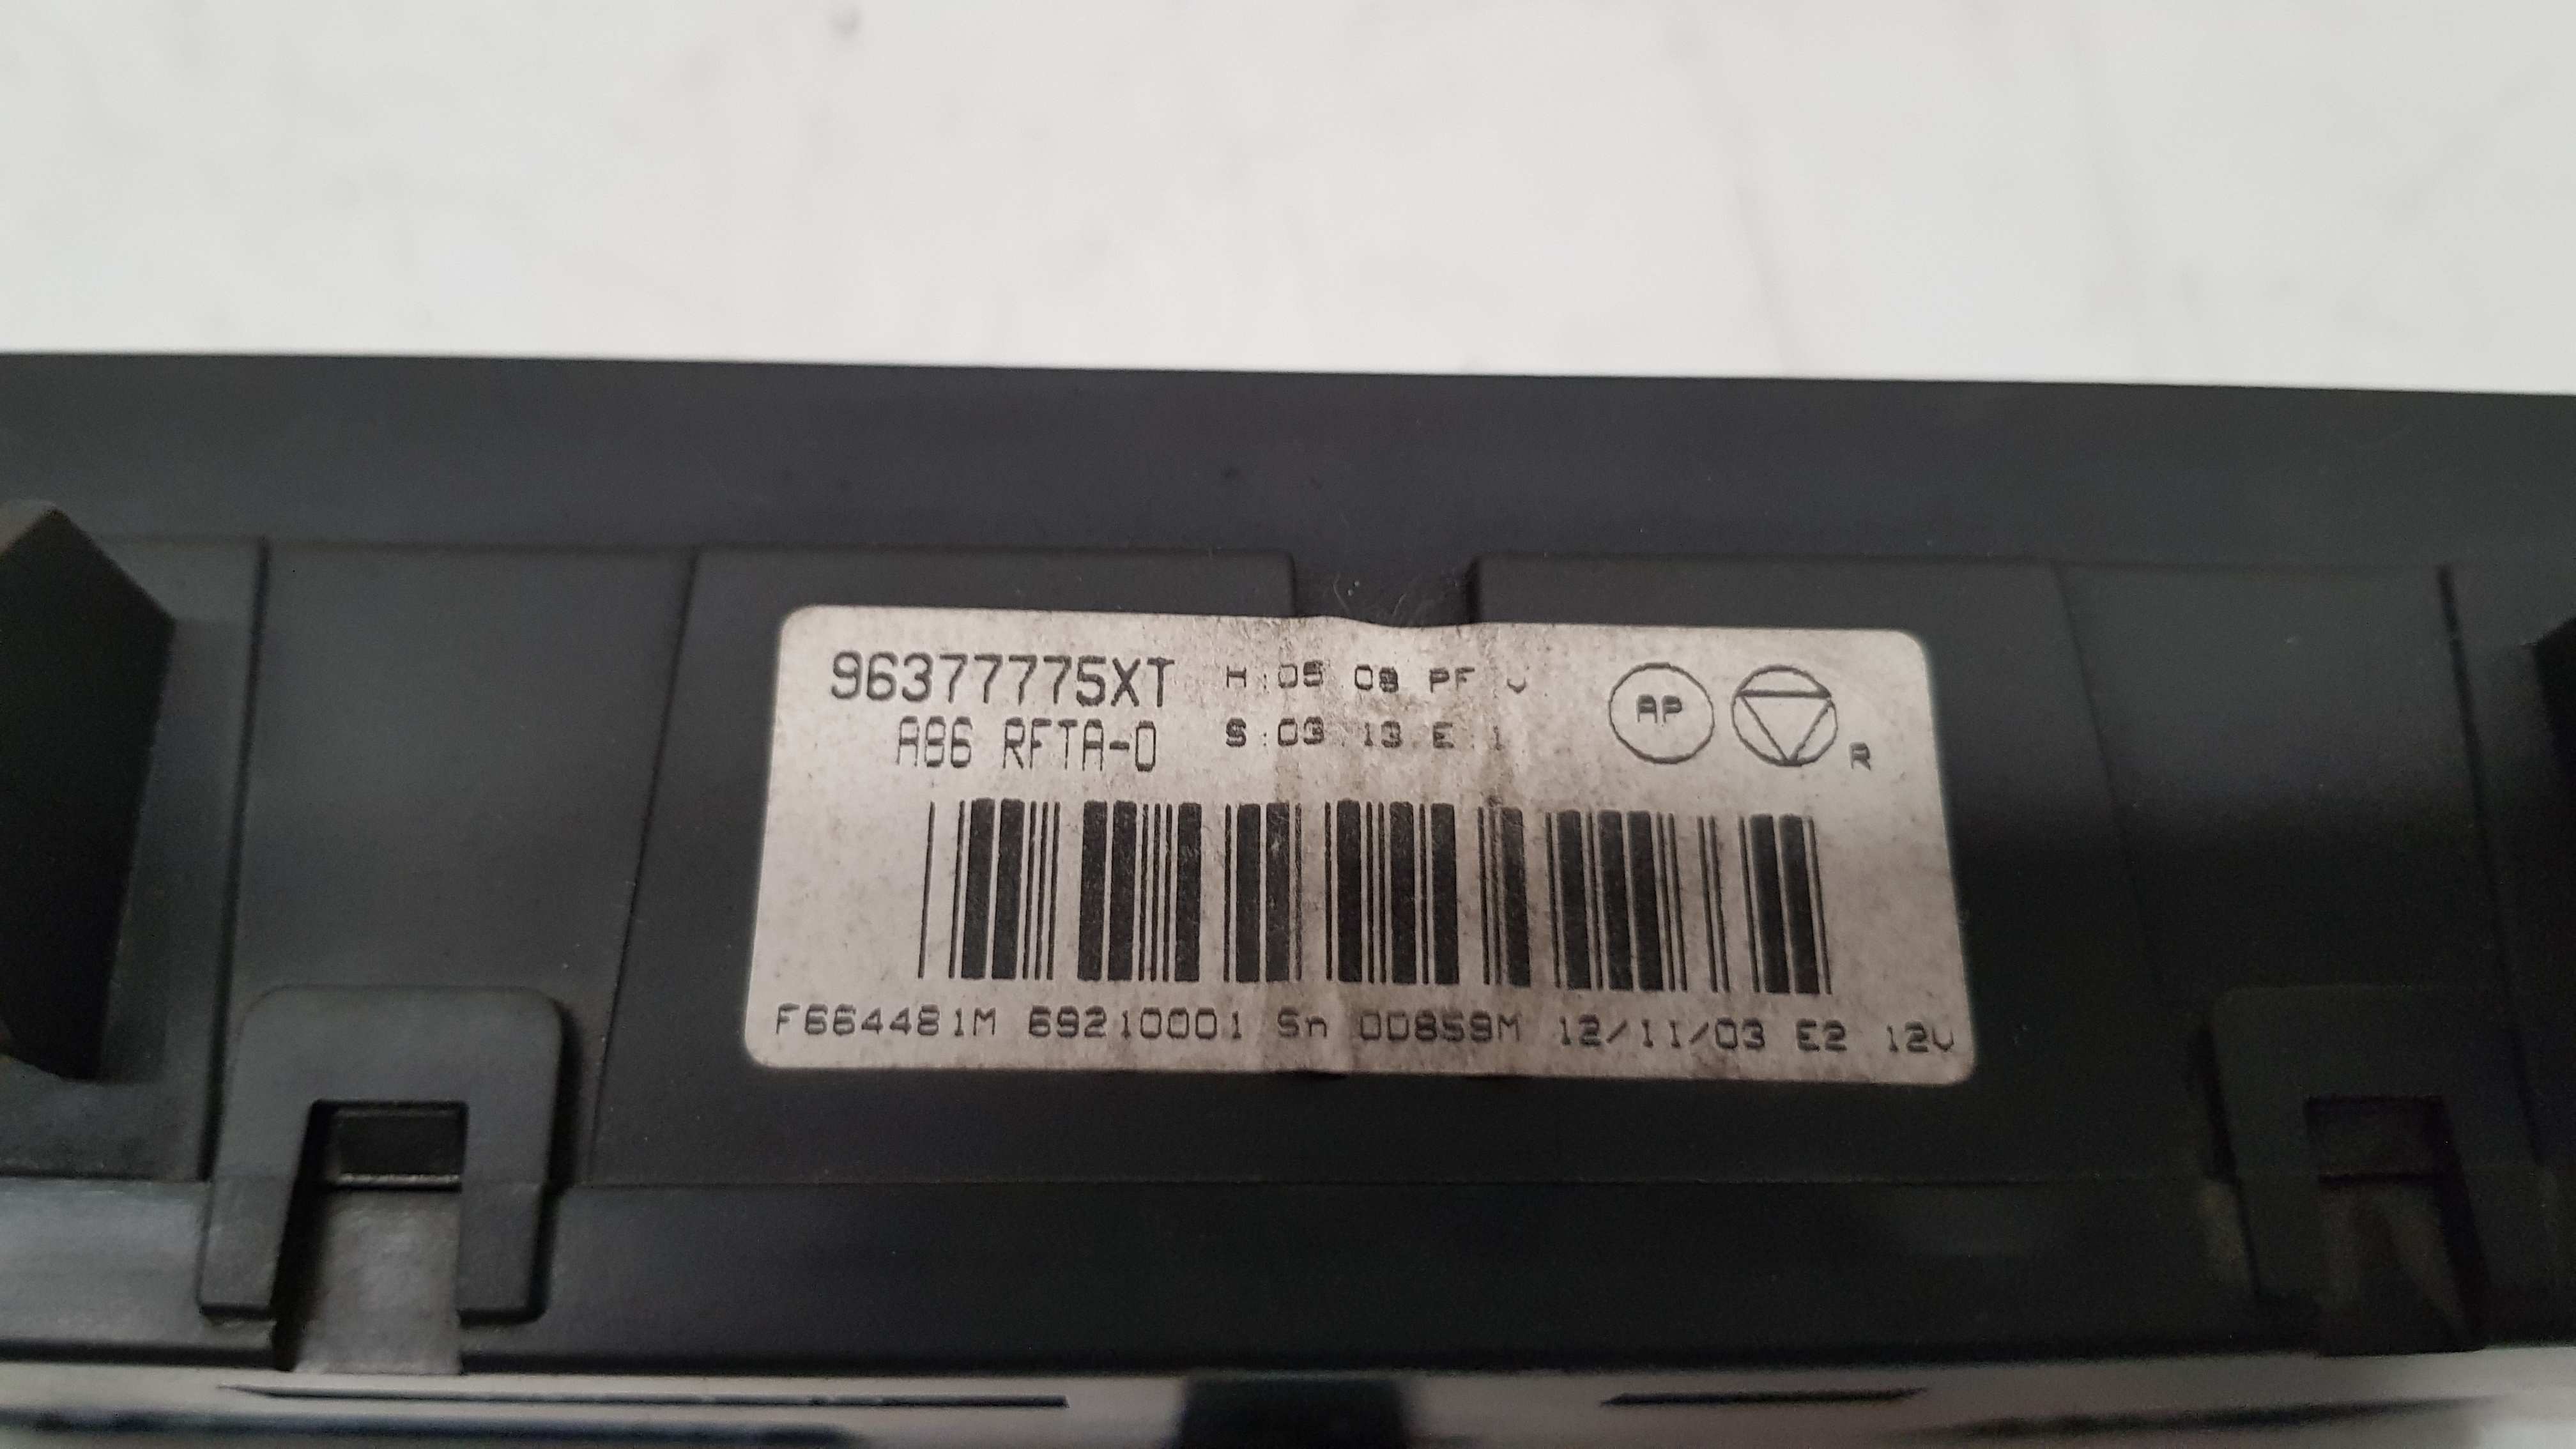 96377775XT H:05 08 PF V
A86 RFTA-0 S:03.13.E 1
AP
R
F664481M 69210001 Sn 00859M 12/11/03 E2 12V